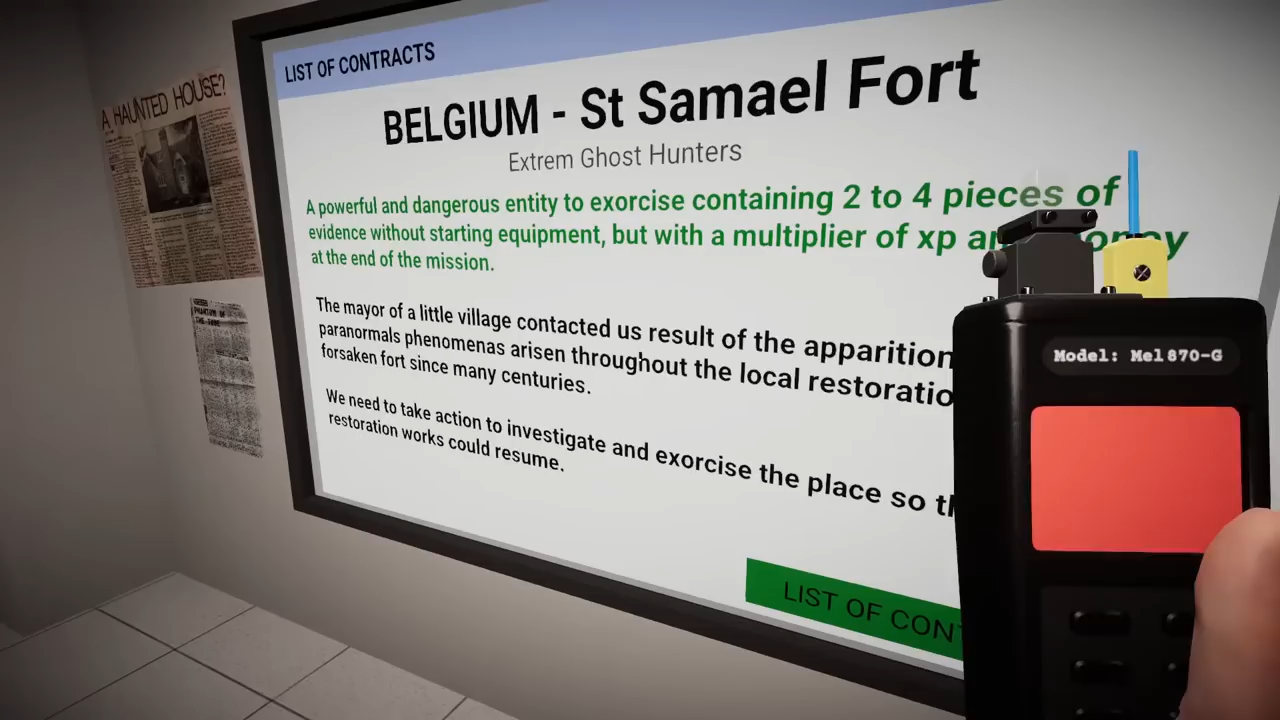 A HAUNTED HOUSE?
PHANTOM OF
LIST OF CONTRACTS
BELGIUM - St Samael Fort
Extrem Ghost Hunters
A powerful and dangerous entity to exorcise containing 2 to 4 pieces of
evidence without starting equipment, but with a multiplier of xp
at the end of the mission.
The mayor of a little village contacted us result of the apparition
paranormals phenomenas arisen throughout the local restoratio
forsaken fort since many centuries.
We need to take action to investigate and exorcise the place so th
restoration works could resume.
LIST OF CON
Model: Mel870-G